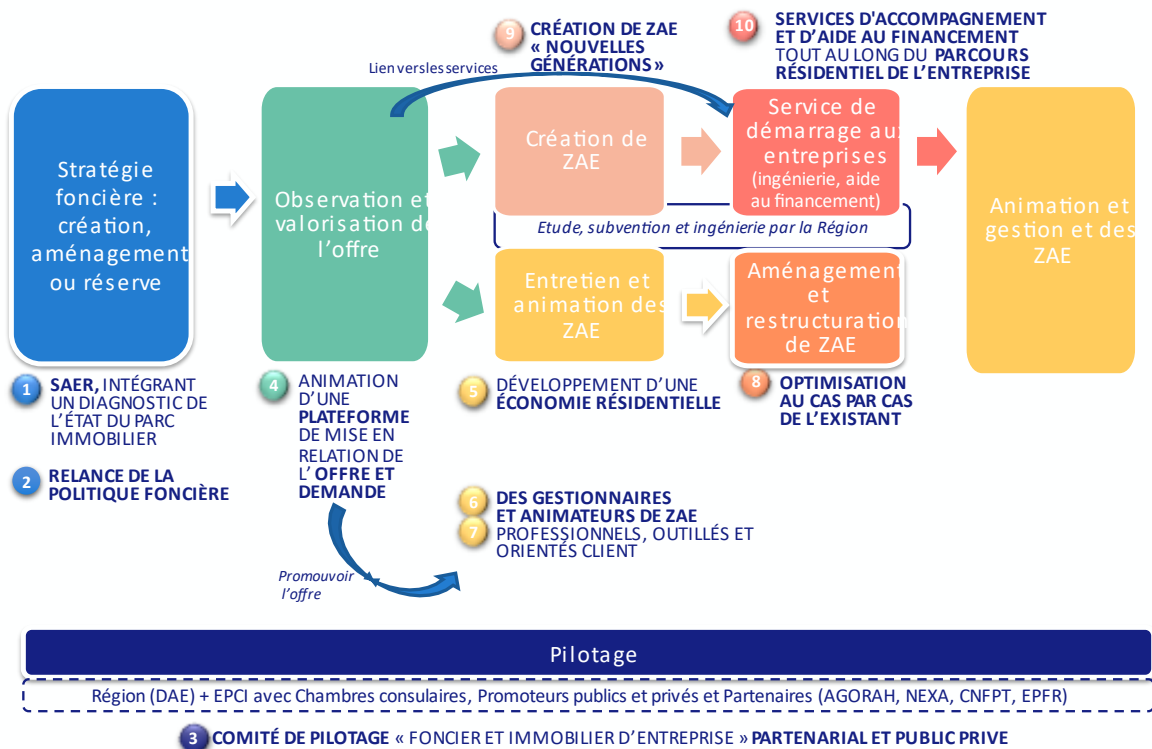 9
CRÉATION DE ZAE
« NOUVELLES
GÉNÉRATIONS »
10
SERVICES D'ACCOMPAGNEMENT
ET D'AIDE AU FINANCEMENT
TOUT AU LONG DU PARCOURS
RÉSIDENTIEL DE L'ENTREPRISE
Lien versles services
Stratégie
foncière :
création,
aménagement
ou réserve
Observation et
valorisation de
l'offre
Création de
ZAE
Service de
démarrage aux
entreprises
(ingénierie, aide
au financement)
Etude, subvention et ingénierie par la Région
Entretien et
animation des
ZAE
Aménagement
et
restructuration
de ZAE
Animation et
gestion et des
ZAE
1
SAER, INTÉGRANT
UN DIAGNOSTIC DE
L'ÉTAT DU PARC
IMMOBILIER
2
RELANCE DE LA
POLITIQUE FONCIÈRE
4
ANIMATION
D'UNE
PLATEFORME
DE MISE EN
RELATION DE
L' OFFRE ET
DEMANDE
5
DÉVELOPPEMENT D'UNE
ÉCONOMIE RÉSIDENTIELLE
8
OPTIMISATION
AU CAS PAR CAS
DE L'EXISTANT
6
7
DES GESTIONNAIRES
ET ANIMATEURS DE ZAE
PROFESSIONNELS, OUTILLÉS ET
ORIENTÉS CLIENT
Promouvoir
l'offre
Pilotage
Région (DAE) + EPCI avec Chambres consulaires, Promoteurs publics et privés et Partenaires (AGORAH, NEXA, CNFPT, EPFR)
3
COMITÉ DE PILOTAGE « FONCIER ET IMMOBILIER D'ENTREPRISE » PARTENARIAL ET PUBLIC PRIVE